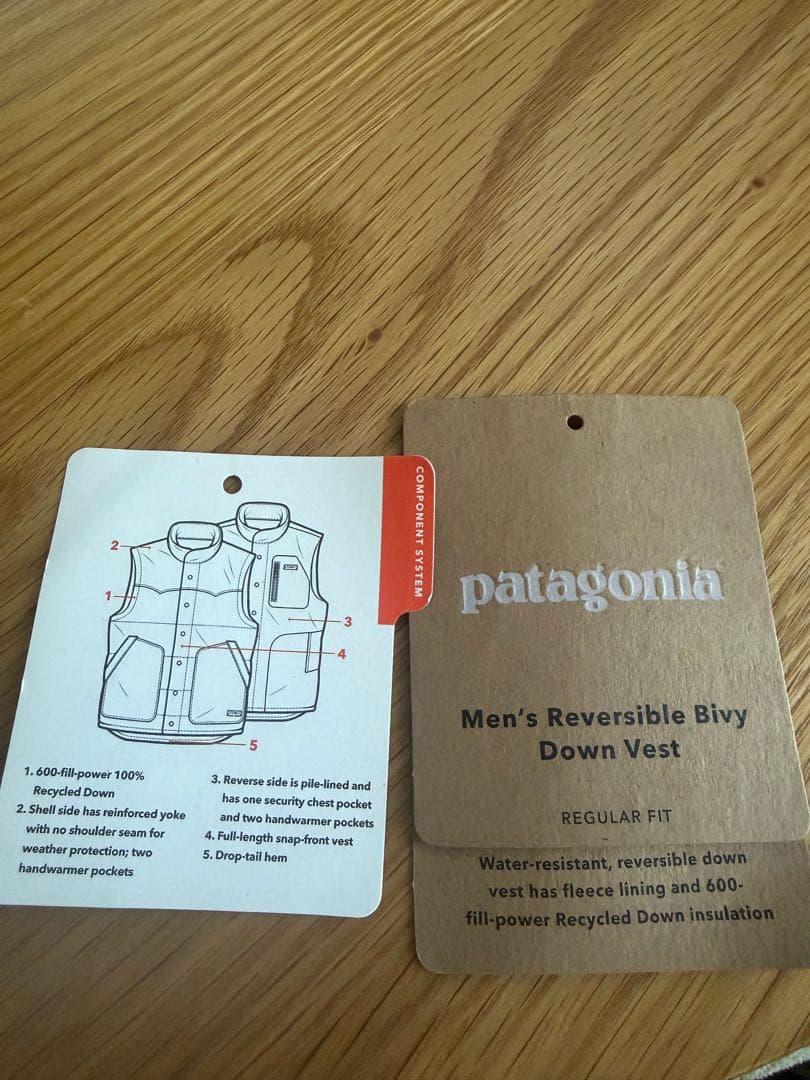 COMPONENT SYSTEM
2
1
3
4
5
1. 600-fill-power 100%
Recycled Down
2. Shell side has reinforced yoke
with no shoulder seam for
weather protection; two
handwarmer pockets
3. Reverse side is pile-lined and
has one security chest pocket
and two handwarmer pockets
4. Full-length snap-front vest
5. Drop-tail hem
patagonia
Men's Reversible Bivy
Down Vest
REGULAR FIT
Water-resistant, reversible down
vest has fleece lining and 600-
fill-power Recycled Down insulation